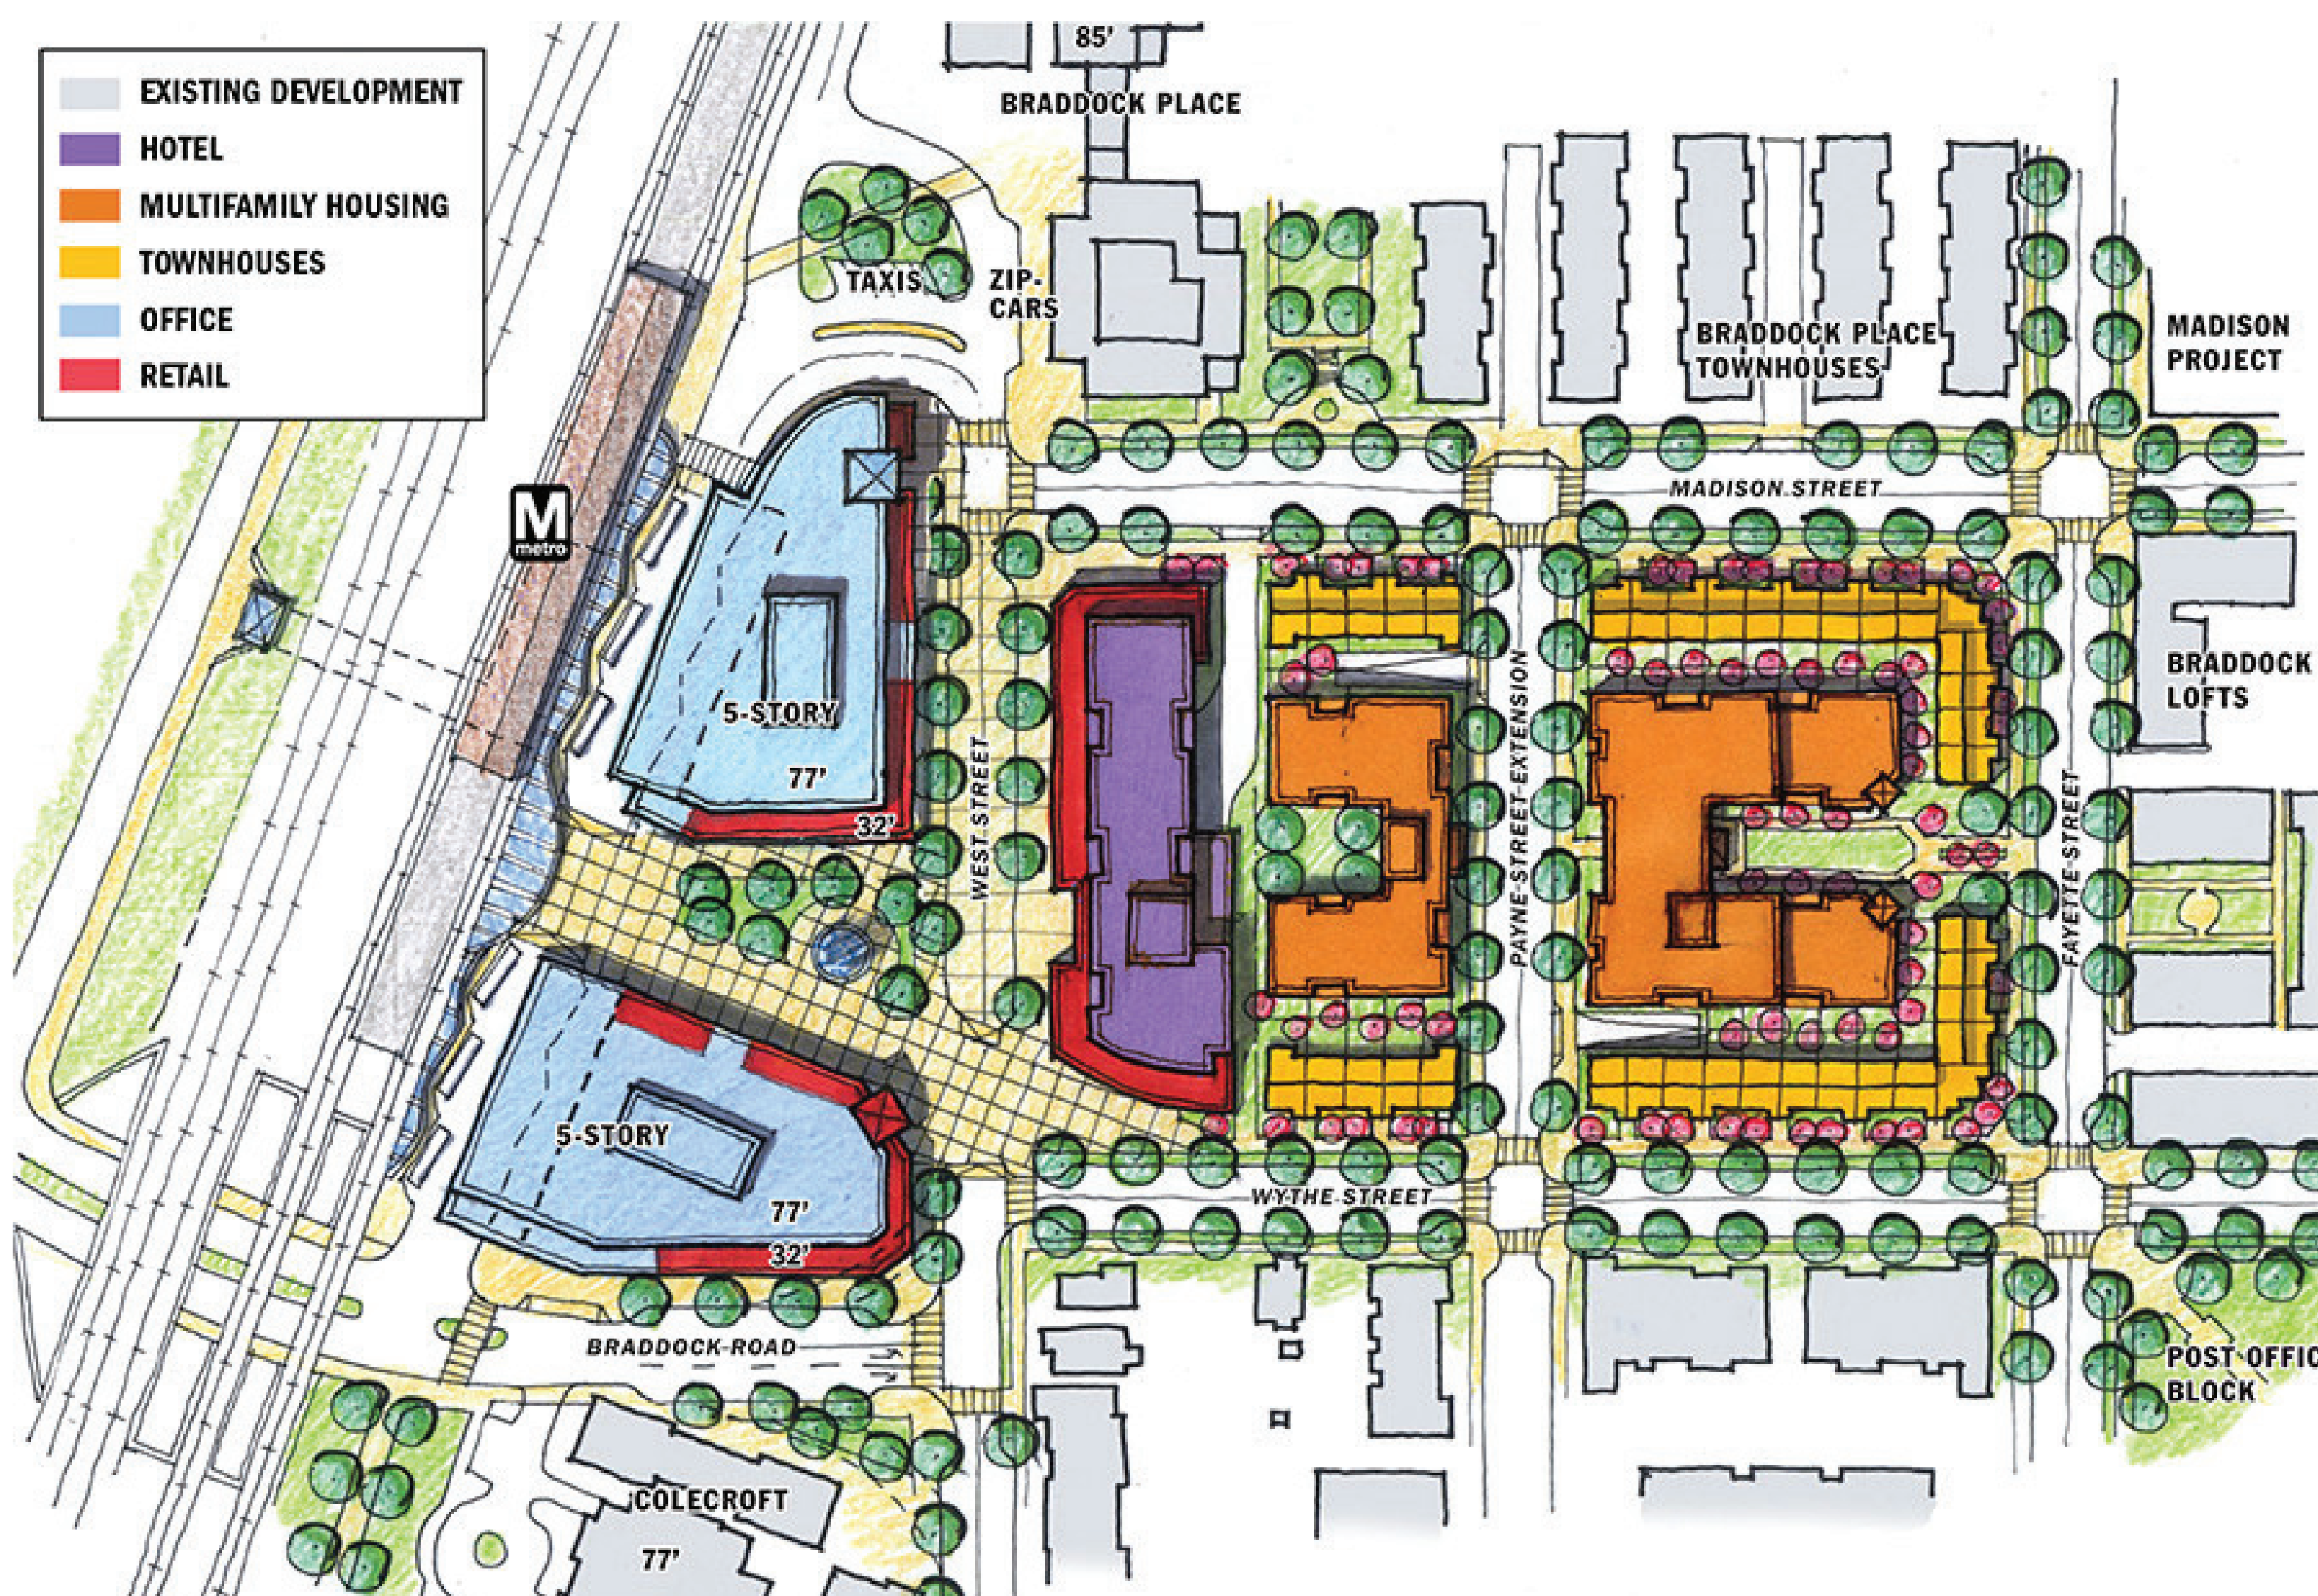 85'
BRADDOCK PLACE
EXISTING DEVELOPMENT
HOTEL
MULTIFAMILY HOUSING
TOWNHOUSES
OFFICE
RETAIL
TAXIS
ZIP-
CARS
BRADDOCK PLACE
TOWNHOUSES
MADISON
PROJECT
MADISON STREET
M
metro
BRADDOCK
LOFTS
5-STORY
77'
32'
WEST STREET
PAYNE STREET EXTENSION
FAYETTE STREET
5-STORY
77'
32'
WYTHE STREET
BRADDOCK ROAD
POST OFFIC
BLOCK
COLECROFT
77'